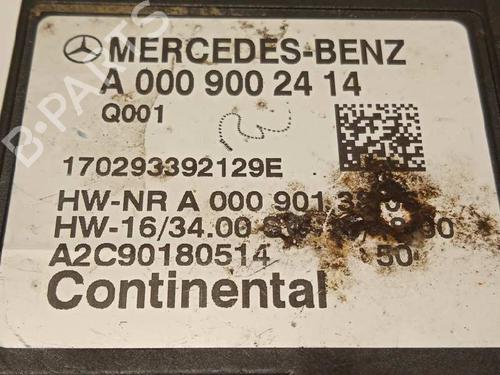 MERCEDES-BENZ
A 000 900 24 14
Q001
170293392129E
HW-NR A 000 901
HW-16/34.00
A2C90180514 50
Continental
B-PARTS